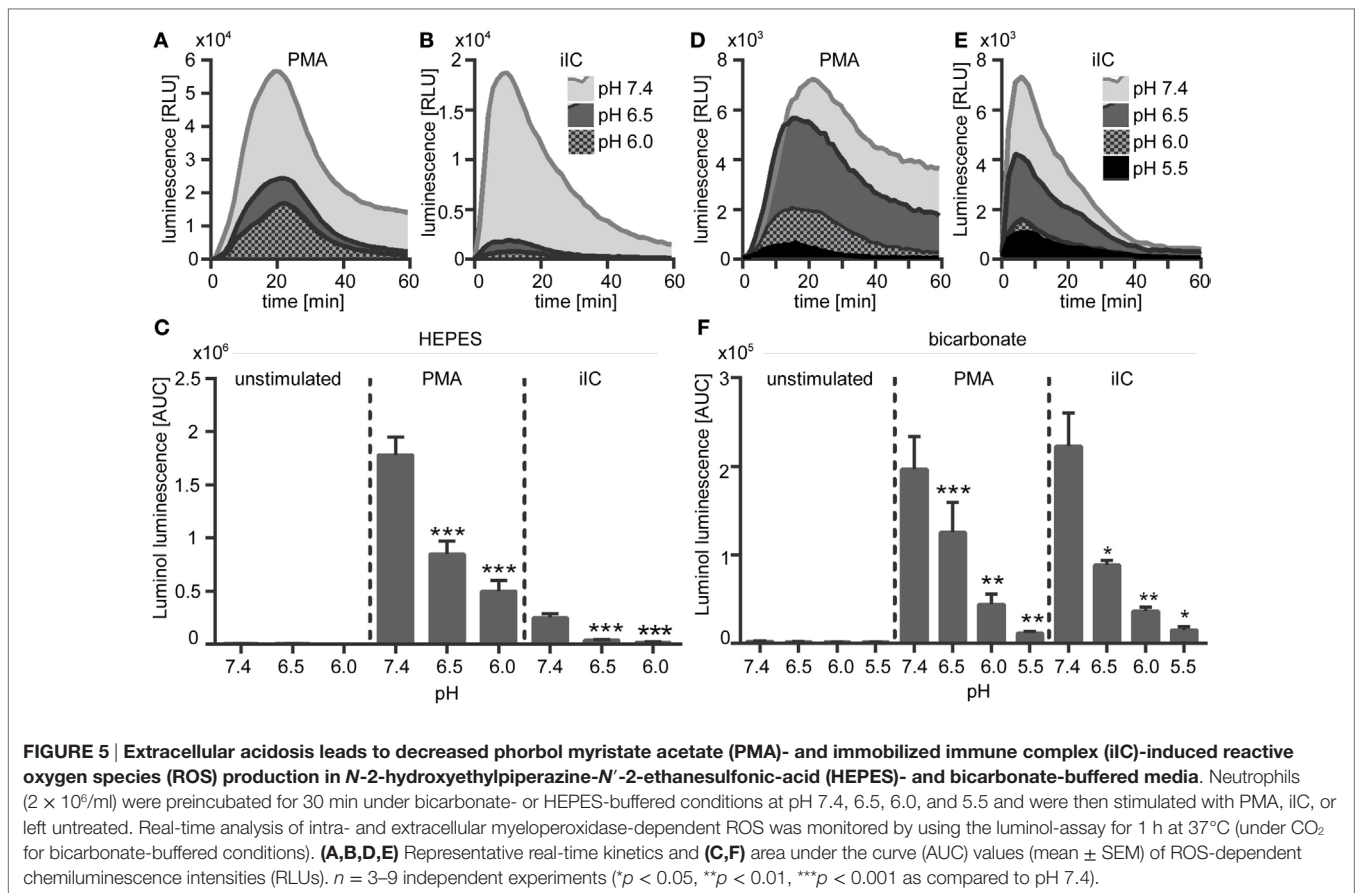 A
x10⁴
PMA
luminescence [RLU]
6
5
4
3
2
1
0
0
20
40
60
time [min]
B
x10⁴
iIC
luminescence [RLU]
2
1.5
1
0.5
0
0
20
40
60
time [min]
pH 7.4
pH 6.5
pH 6.0
D
x10³
PMA
luminescence [RLU]
8
6
4
2
0
0
20
40
60
time [min]
E
x10³
iIC
Luminescence [RLU]
8
6
4
2
0
0
20
40
60
time [min]
pH 7.4
pH 6.5
pH 6.0
pH 5.5
C
HEPES
x10⁶
Luminol luminescence [AUC]
2.5
2
1.5
1
0.5
0
unstimulated
PMA
iIC
***
***
***
***
7.4
6.5
6.0
7.4
6.5
6.0
7.4
6.5
6.0
pH
F
bicarbonate
x10⁵
Luminol luminescence [AUC]
3
2
1
0
unstimulated
PMA
iIC
***
**
**
*
**
*
7.4
6.5
6.0
5.5
7.4
6.5
6.0
5.5
7.4
6.5
6.0
5.5
pH
FIGURE 5 | Extracellular acidosis leads to decreased phorbol myristate acetate (PMA)- and immobilized immune complex (iIC)-induced reactive
oxygen species (ROS) production in N-2-hydroxyethylpiperazine-N′-2-ethanesulfonic-acid (HEPES)- and bicarbonate-buffered media. Neutrophils
(2 × 10⁶/ml) were preincubated for 30 min under bicarbonate- or HEPES-buffered conditions at pH 7.4, 6.5, 6.0, and 5.5 and were then stimulated with PMA, iIC, or
left untreated. Real-time analysis of intra- and extracellular myeloperoxidase-dependent ROS was monitored by using the luminol-assay for 1 h at 37°C (under CO₂
for bicarbonate-buffered conditions). (A,B,D,E) Representative real-time kinetics and (C,F) area under the curve (AUC) values (mean ± SEM) of ROS-dependent
chemiluminescence intensities (RLUs). n = 3–9 independent experiments (*p < 0.05, **p < 0.01, ***p < 0.001 as compared to pH 7.4).